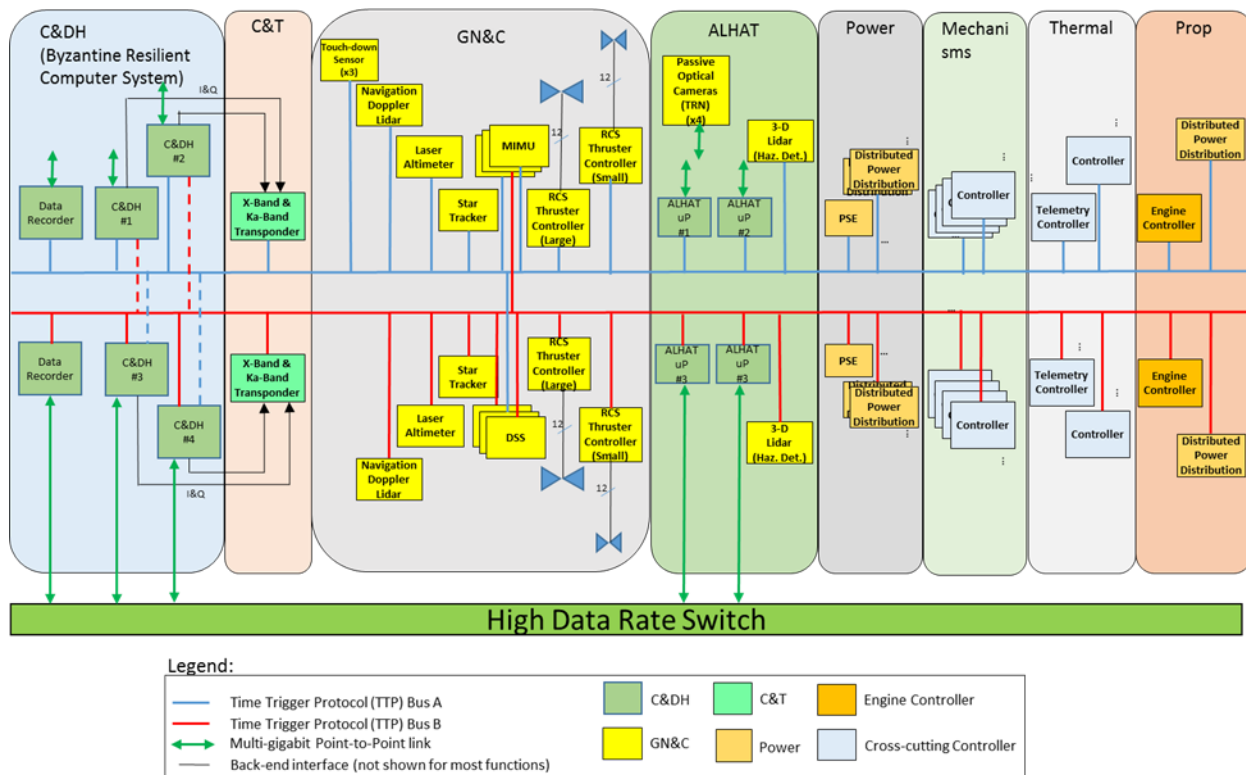 C&DH
(Byzantine Resilient
Computer System)
C&T
GN&C
ALHAT
Power
Mechani
sms
Thermal
Prop
I&Q
C&DH
#2
Data
Recorder
C&DH
#1
X-Band &
Ka-Band
Transponder
Touch-down
Sensor
(x3)
Navigation
Doppler
Lidar
Laser
Altimeter
Star
Tracker
MIMU
12
12
RCS
Thruster
Controller
(Large)
RCS
Thruster
Controller
(Small)
Passive
Optical
Cameras
(TRN)
(x4)
3-D
Lidar
(Haz. Det.)
ALHAT
uP
#1
ALHAT
uP
#2
Distributed
Power
Distribution
Distribution
PSE
...
...
...
Controller
...
Controller
Telemetry
Controller
...
...
Distributed
Power
Distribution
Engine
Controller
Data
Recorder
C&DH
#3
C&DH
#4
I&Q
X-Band &
Ka-Band
Transponder
Star
Tracker
Laser
Altimeter
Navigation
Doppler
Lidar
DSS
12
12
RCS
Thruster
Controller
(Large)
RCS
Thruster
Controller
(Small)
ALHAT
uP
#3
ALHAT
uP
#3
3-D
Lidar
(Haz. Det.)
PSE
...
Distributed
Power
Distribution
...
...
Controller
...
Telemetry
Controller
Controller
...
...
Engine
Controller
Distributed
Power
Distribution
High Data Rate Switch
Legend:
Time Trigger Protocol (TTP) Bus A
Time Trigger Protocol (TTP) Bus B
Multi-gigabit Point-to-Point link
Back-end interface (not shown for most functions)
C&DH
C&T
Engine Controller
GN&C
Power
Cross-cutting Controller